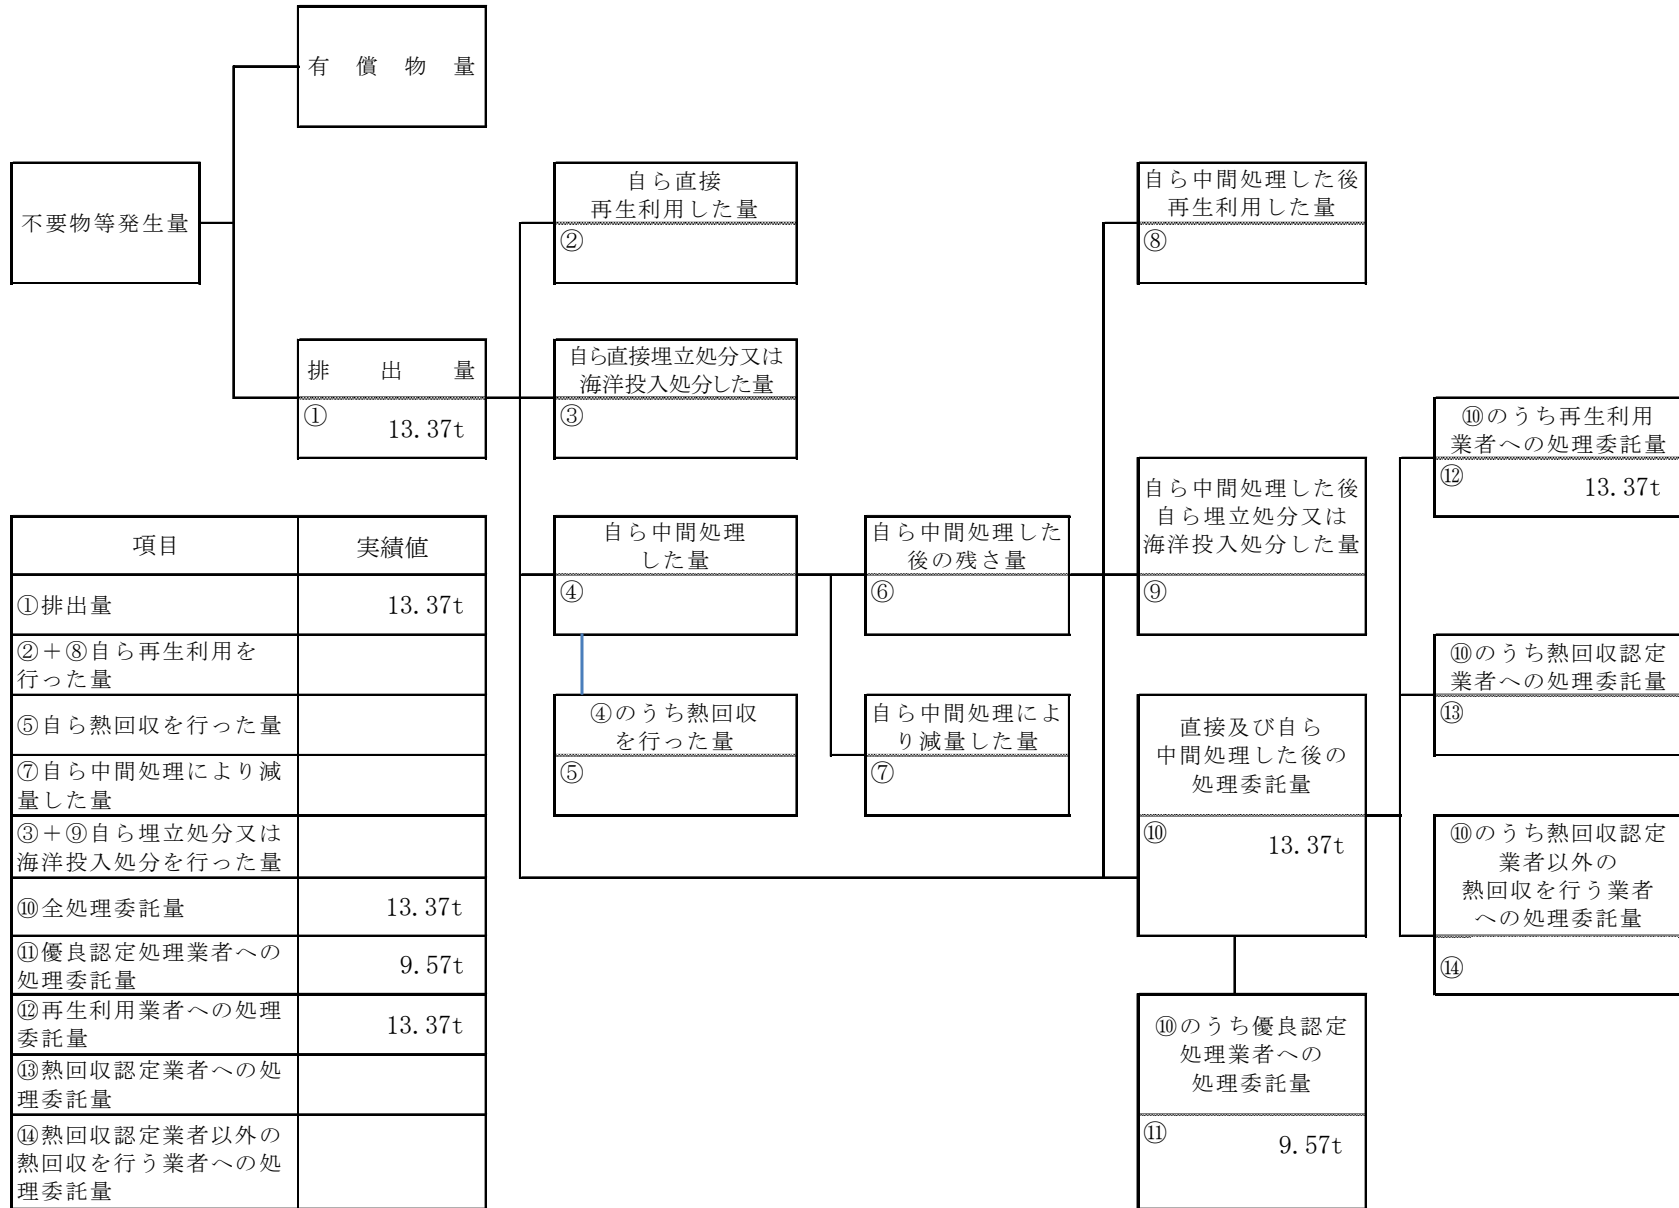 有償物量
不要物等発生量
排出量
① 13.37t
自ら直接
再生利用した量
②
自ら直接埋立処分又は
海洋投入処分した量
③
自ら中間処理
した量
④
④のうち熱回収
を行った量
⑤
自ら中間処理した
後の残さ量
⑥
自ら中間処理によ
り減量した量
⑦
自ら中間処理した後
再生利用した量
⑧
自ら中間処理した後
自ら埋立処分又は
海洋投入処分した量
⑨
直接及び自ら
中間処理した後の
処理委託量
⑩ 13.37t
⑩のうち優良認定
処理業者への
処理委託量
⑪ 9.57t
⑩のうち再生利用
業者への処理委託量
⑫ 13.37t
⑩のうち熱回収認定
業者への処理委託量
⑬
⑩のうち熱回収認定
業者以外の
熱回収を行う業者
への処理委託量
⑭
項目 実績値
①排出量 13.37t
②+⑧自ら再生利用を
行った量
⑤自ら熱回収を行った量
⑦自ら中間処理により減
量した量
③+⑨自ら埋立処分又は
海洋投入処分を行った量
⑩全処理委託量 13.37t
⑪優良認定処理業者への
処理委託量 9.57t
⑫再生利用業者への処理
委託量 13.37t
⑬熱回収認定業者への処
理委託量
⑭熱回収認定業者以外の
熱回収を行う業者への処
理委託量